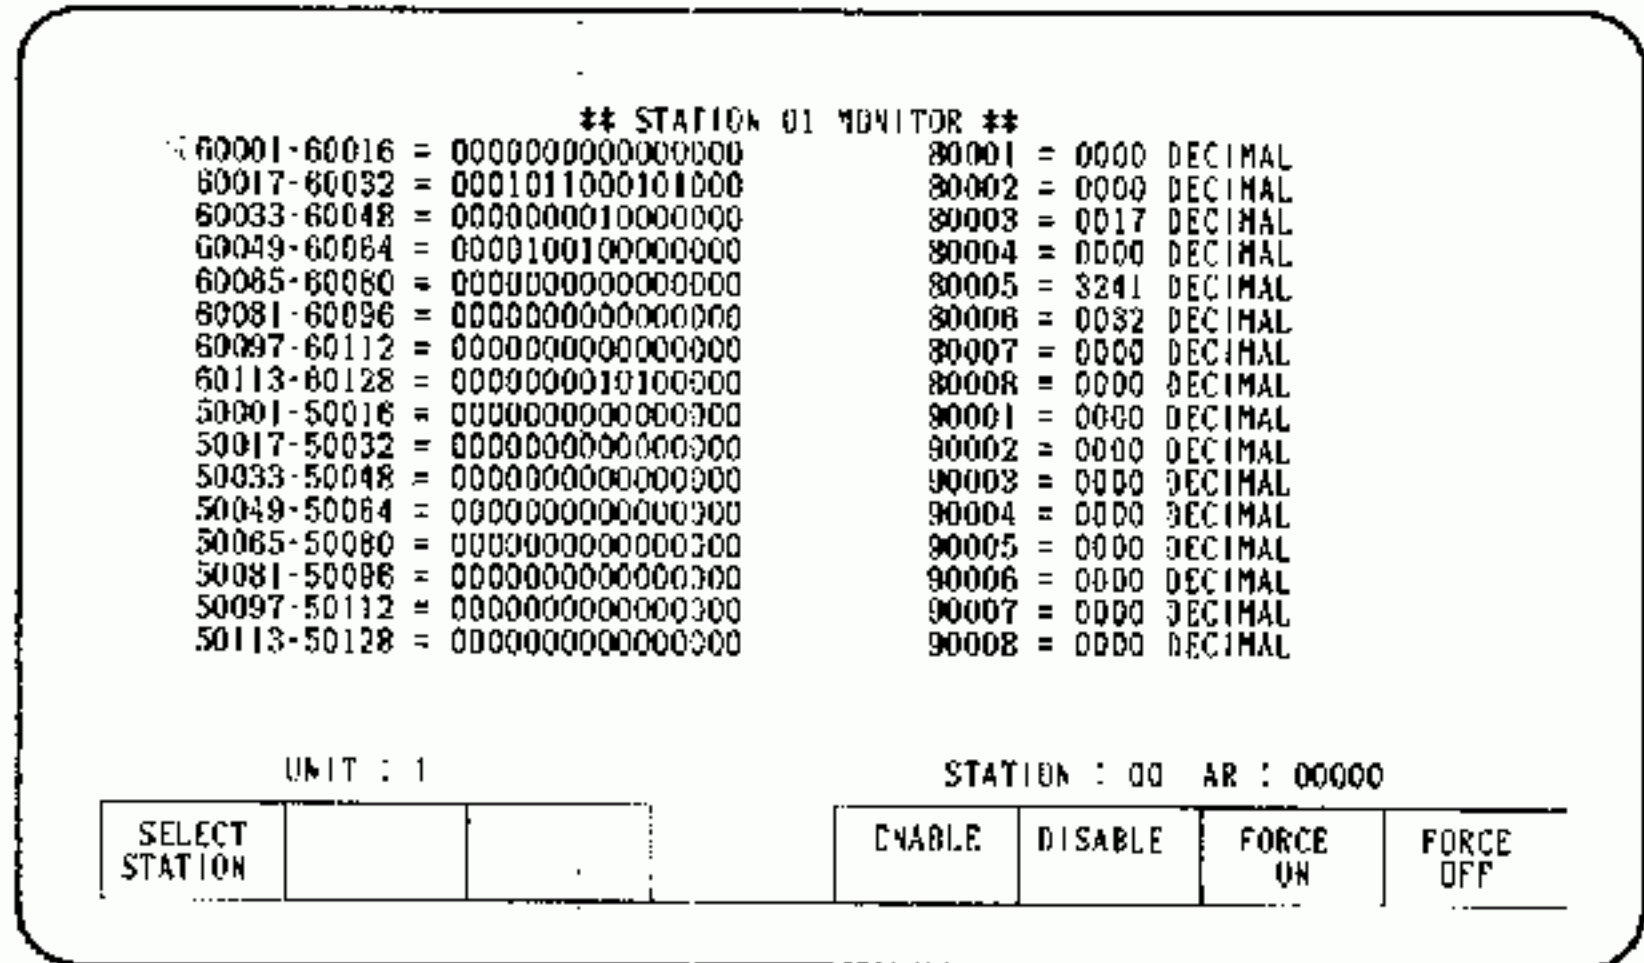 ** STATION 01 MONITOR **
60001-60016 = 0000000000000000 80001 = 0000 DECIMAL
60017-60032 = 0001011000101000 80002 = 0000 DECIMAL
60033-60048 = 0000000010000000 80003 = 0017 DECIMAL
60049-60064 = 0000100100000000 80004 = 0000 DECIMAL
60065-60080 = 0000000000000000 80005 = 3241 DECIMAL
60081-60096 = 0000000000000000 80006 = 0032 DECIMAL
60097-60112 = 0000000000000000 80007 = 0000 DECIMAL
60113-60128 = 0000000010100000 80008 = 0000 DECIMAL
50001-50016 = 0000000000000000 90001 = 0000 DECIMAL
50017-50032 = 0000000000000000 90002 = 0000 DECIMAL
50033-50048 = 0000000000000000 90003 = 0000 DECIMAL
50049-50064 = 0000000000000000 90004 = 0000 DECIMAL
50065-50080 = 0000000000000000 90005 = 0000 DECIMAL
50081-50096 = 0000000000000000 90006 = 0000 DECIMAL
50097-50112 = 0000000000000000 90007 = 0000 DECIMAL
50113-50128 = 0000000000000000 90008 = 0000 DECIMAL
UNIT : 1 STATION : 00 AR : 00000
SELECT ENABLE DISABLE FORCE FORCE
STATION ON OFF